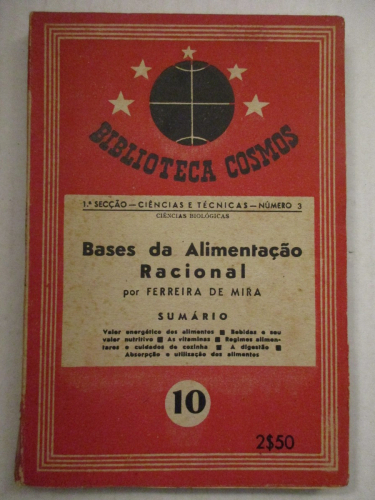 BIBLIOTECA COSMOS
1.ª SECÇÃO — CIÊNCIAS E TÉCNICAS — NÚMERO 3
CIÊNCIAS BIOLÓGICAS
Bases da Alimentação
Racional
por FERREIRA DE MIRA
SUMÁRIO
Valor energético dos alimentos ■ Bebidas e seu
valor nutritivo ■ As vitaminas ■ Regimes alimen-
tares e cuidados da cozinha ■ A digestão ■
Absorpção e utilização dos alimentos
10
2$50